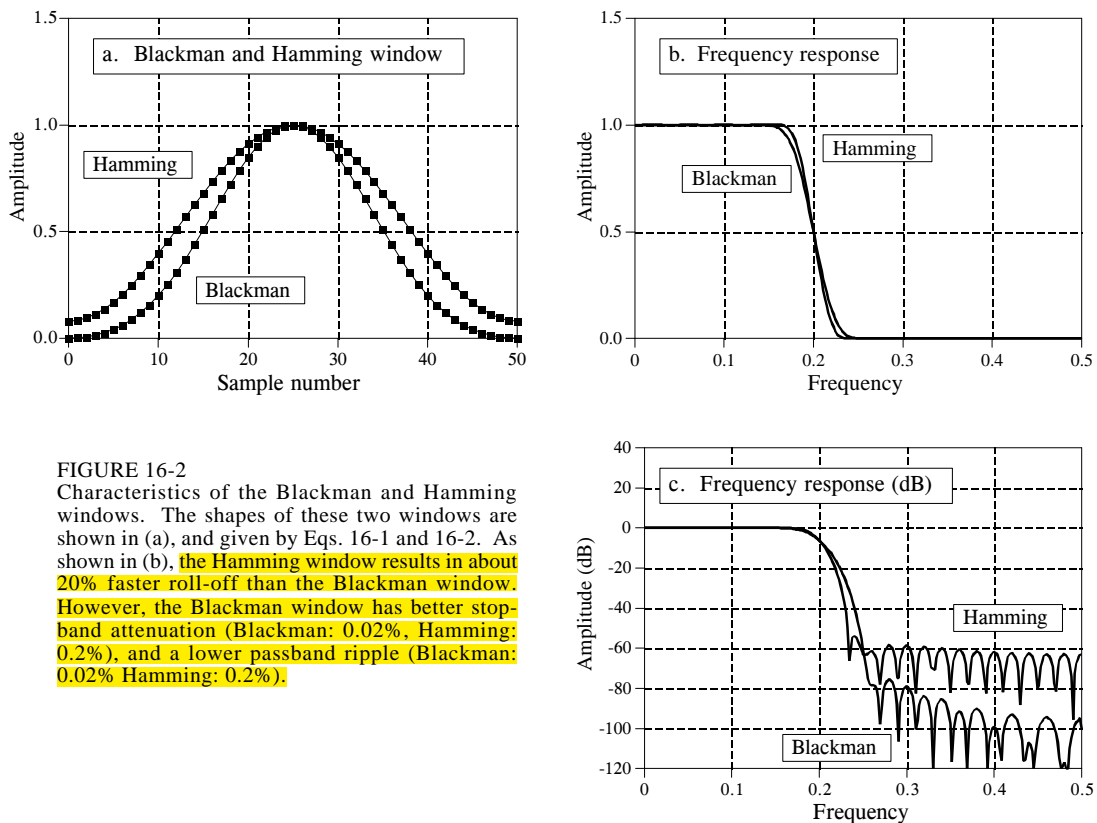 a. Blackman and Hamming window
1.5
1.0
0.5
0.0
Amplitude
Hamming
Blackman
0 10 20 30 40 50
Sample number
b. Frequency response
1.5
1.0
0.5
0.0
Amplitude
Hamming
Blackman
0 0.1 0.2 0.3 0.4 0.5
Frequency
FIGURE 16-2
Characteristics of the Blackman and Hamming
windows. The shapes of these two windows are
shown in (a), and given by Eqs. 16-1 and 16-2. As
shown in (b), the Hamming window results in about
20% faster roll-off than the Blackman window.
However, the Blackman window has better stop-
band attenuation (Blackman: 0.02%, Hamming:
0.2%), and a lower passband ripple (Blackman:
0.02% Hamming: 0.2%).
c. Frequency response (dB)
40
20
0
-20
-40
-60
-80
-100
-120
Amplitude (dB)
Hamming
Blackman
0 0.1 0.2 0.3 0.4 0.5
Frequency